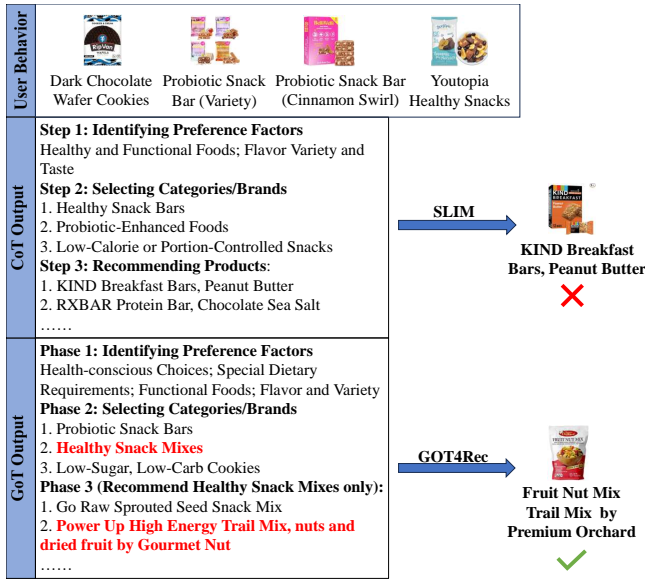 User Behavior
RipVan
Dark Chocolate
Wafer Cookies
Probiotic Snack
Bar (Variety)
Probiotic Snack Bar
(Cinnamon Swirl)
Youtopia
Healthy Snacks
CoT Output
Step 1: Identifying Preference Factors
Healthy and Functional Foods; Flavor Variety and
Taste
Step 2: Selecting Categories/Brands
1. Healthy Snack Bars
2. Probiotic-Enhanced Foods
3. Low-Calorie or Portion-Controlled Snacks
Step 3: Recommending Products:
1. KIND Breakfast Bars, Peanut Butter
2. RXBAR Protein Bar, Chocolate Sea Salt
……
SLIM
KIND
BREAKFAST
KIND Breakfast
Bars, Peanut Butter
GoT Output
Phase 1: Identifying Preference Factors
Health-conscious Choices; Special Dietary
Requirements; Functional Foods; Flavor and Variety
Phase 2: Selecting Categories/Brands
1. Probiotic Snack Bars
2. Healthy Snack Mixes
3. Low-Sugar, Low-Carb Cookies
Phase 3 (Recommend Healthy Snack Mixes only):
1. Go Raw Sprouted Seed Snack Mix
2. Power Up High Energy Trail Mix, nuts and
dried fruit by Gourmet Nut
……
GOT4Rec
FRUIT NUT MIX
Fruit Nut Mix
Trail Mix by
Premium Orchard